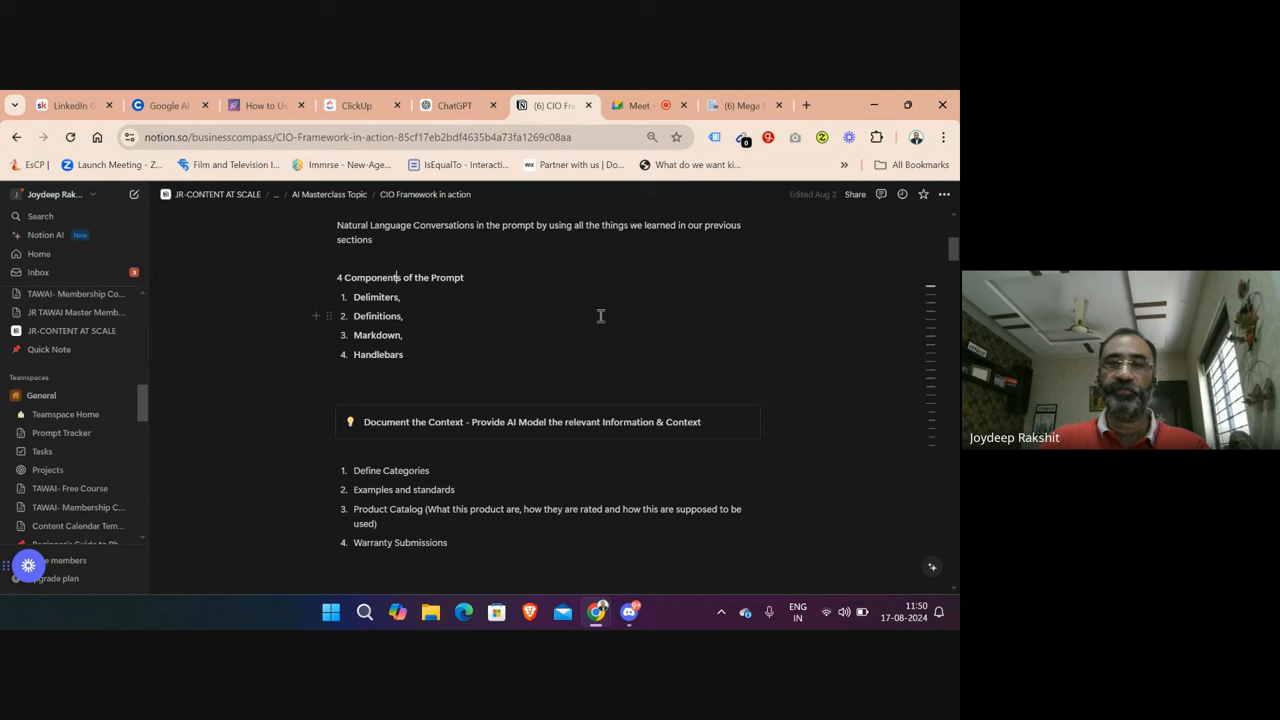 LinkedIn G
Google AI
How to Us
ClickUp
ChatGPT
(6) CIO Fra
Meet -
(6) Mega M
notion.so/businesscompass/CIO-Framework-in-action-85cf17eb2bdf4635b4a73fa1269c08aa
EsCP |
Launch Meeting - Z...
Film and Television I...
Immrse - New-Age...
IsEqualTo - Interacti...
Partner with us | Do...
What do we want ki...
»
All Bookmarks
Joydeep Rak...
JR-CONTENT AT SCALE / ... / AI Masterclass Topic / CIO Framework in action
Edited Aug 2
Share
Search
Notion AI New
Home
Inbox 3
TAWAI- Membership Co...
JR TAWAI Master Memb...
JR-CONTENT AT SCALE
Quick Note
Teamspaces
General
Teamspace Home
Prompt Tracker
Tasks
Projects
TAWAI- Free Course
TAWAI- Membership C...
Content Calendar Tem...
e members
pgrade plan
Natural Language Conversations in the prompt by using all the things we learned in our previous
sections
4 Components of the Prompt
1. Delimiters,
2. Definitions,
3. Markdown,
4. Handlebars
Document the Context - Provide AI Model the relevant Information & Context
1. Define Categories
2. Examples and standards
3. Product Catalog (What this product are, how they are rated and how this are supposed to be
used)
4. Warranty Submissions
Joydeep Rakshit
ENG
IN
11:50
17-08-2024